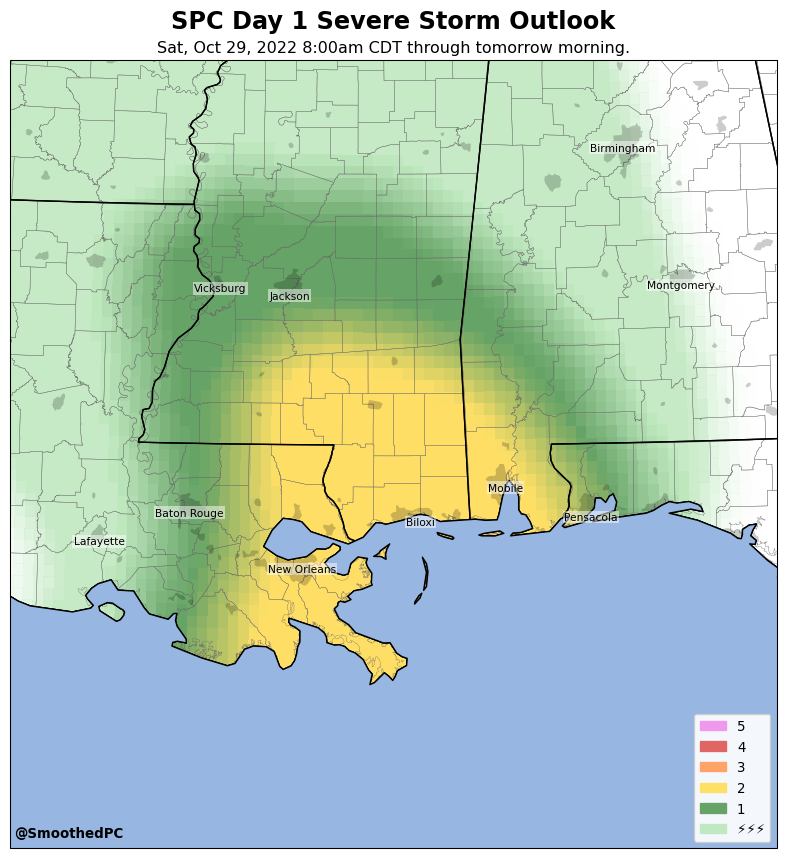 SPC Day 1 Severe Storm Outlook
Sat, Oct 29, 2022 8:00am CDT through tomorrow morning.
Birmingham
Montgomery
Vicksburg
Jackson
Mobile
Baton Rouge
Pensacola
Biloxi
Lafayette
New Orleans
5
4
3
2
1
⚡⚡⚡
@SmoothedPC